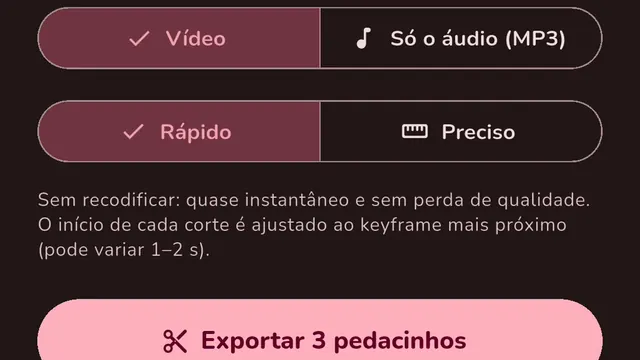 Vídeo
Só o áudio (MP3)
Rápido
Preciso
Sem recodificar: quase instantâneo e sem perda de qualidade.
O início de cada corte é ajustado ao keyframe mais próximo
(pode variar 1–2 s).
Exportar 3 pedacinhos